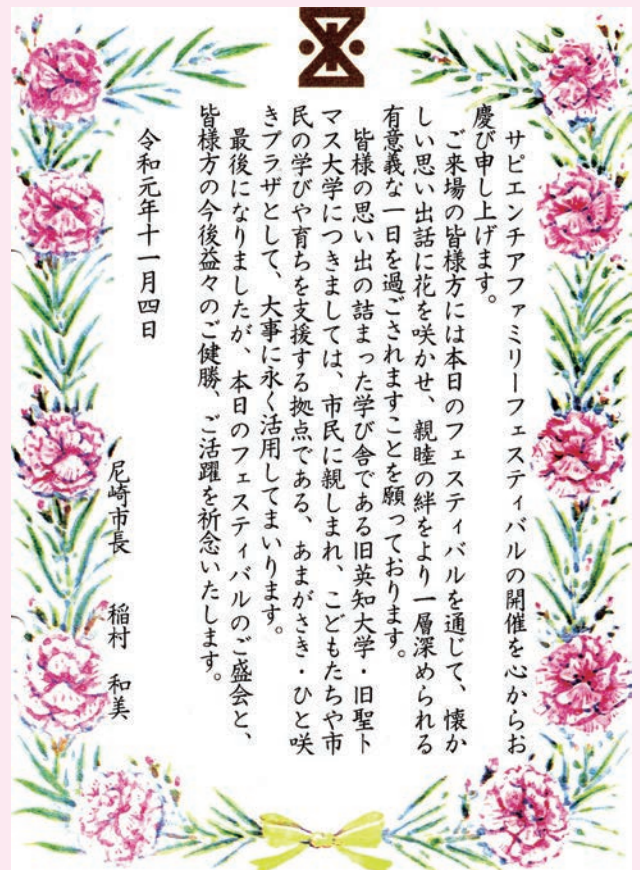 サピエンチアファミリーフェスティバルの開催を心からお
慶び申し上げます。
ご来場の皆様方には本日のフェスティバルを通じて、懐か
しい思い出話に花を咲かせ、親睦の絆をより一層深められる
有意義な一日を過ごされますことを願っております。
皆様の思い出の詰まった学び舎である旧英知大学・旧聖ト
マス大学につきましては、市民に親しまれ、こどもたちや市
民の学びや育ちを支援する拠点である、あまがさき・ひと咲
きプラザとして、大事に永く活用してまいります。
最後になりましたが、本日のフェスティバルのご盛会と、
皆様方の今後益々のご健勝、ご活躍を祈念いたします。
令和元年十一月四日
尼崎市長 稲村 和美